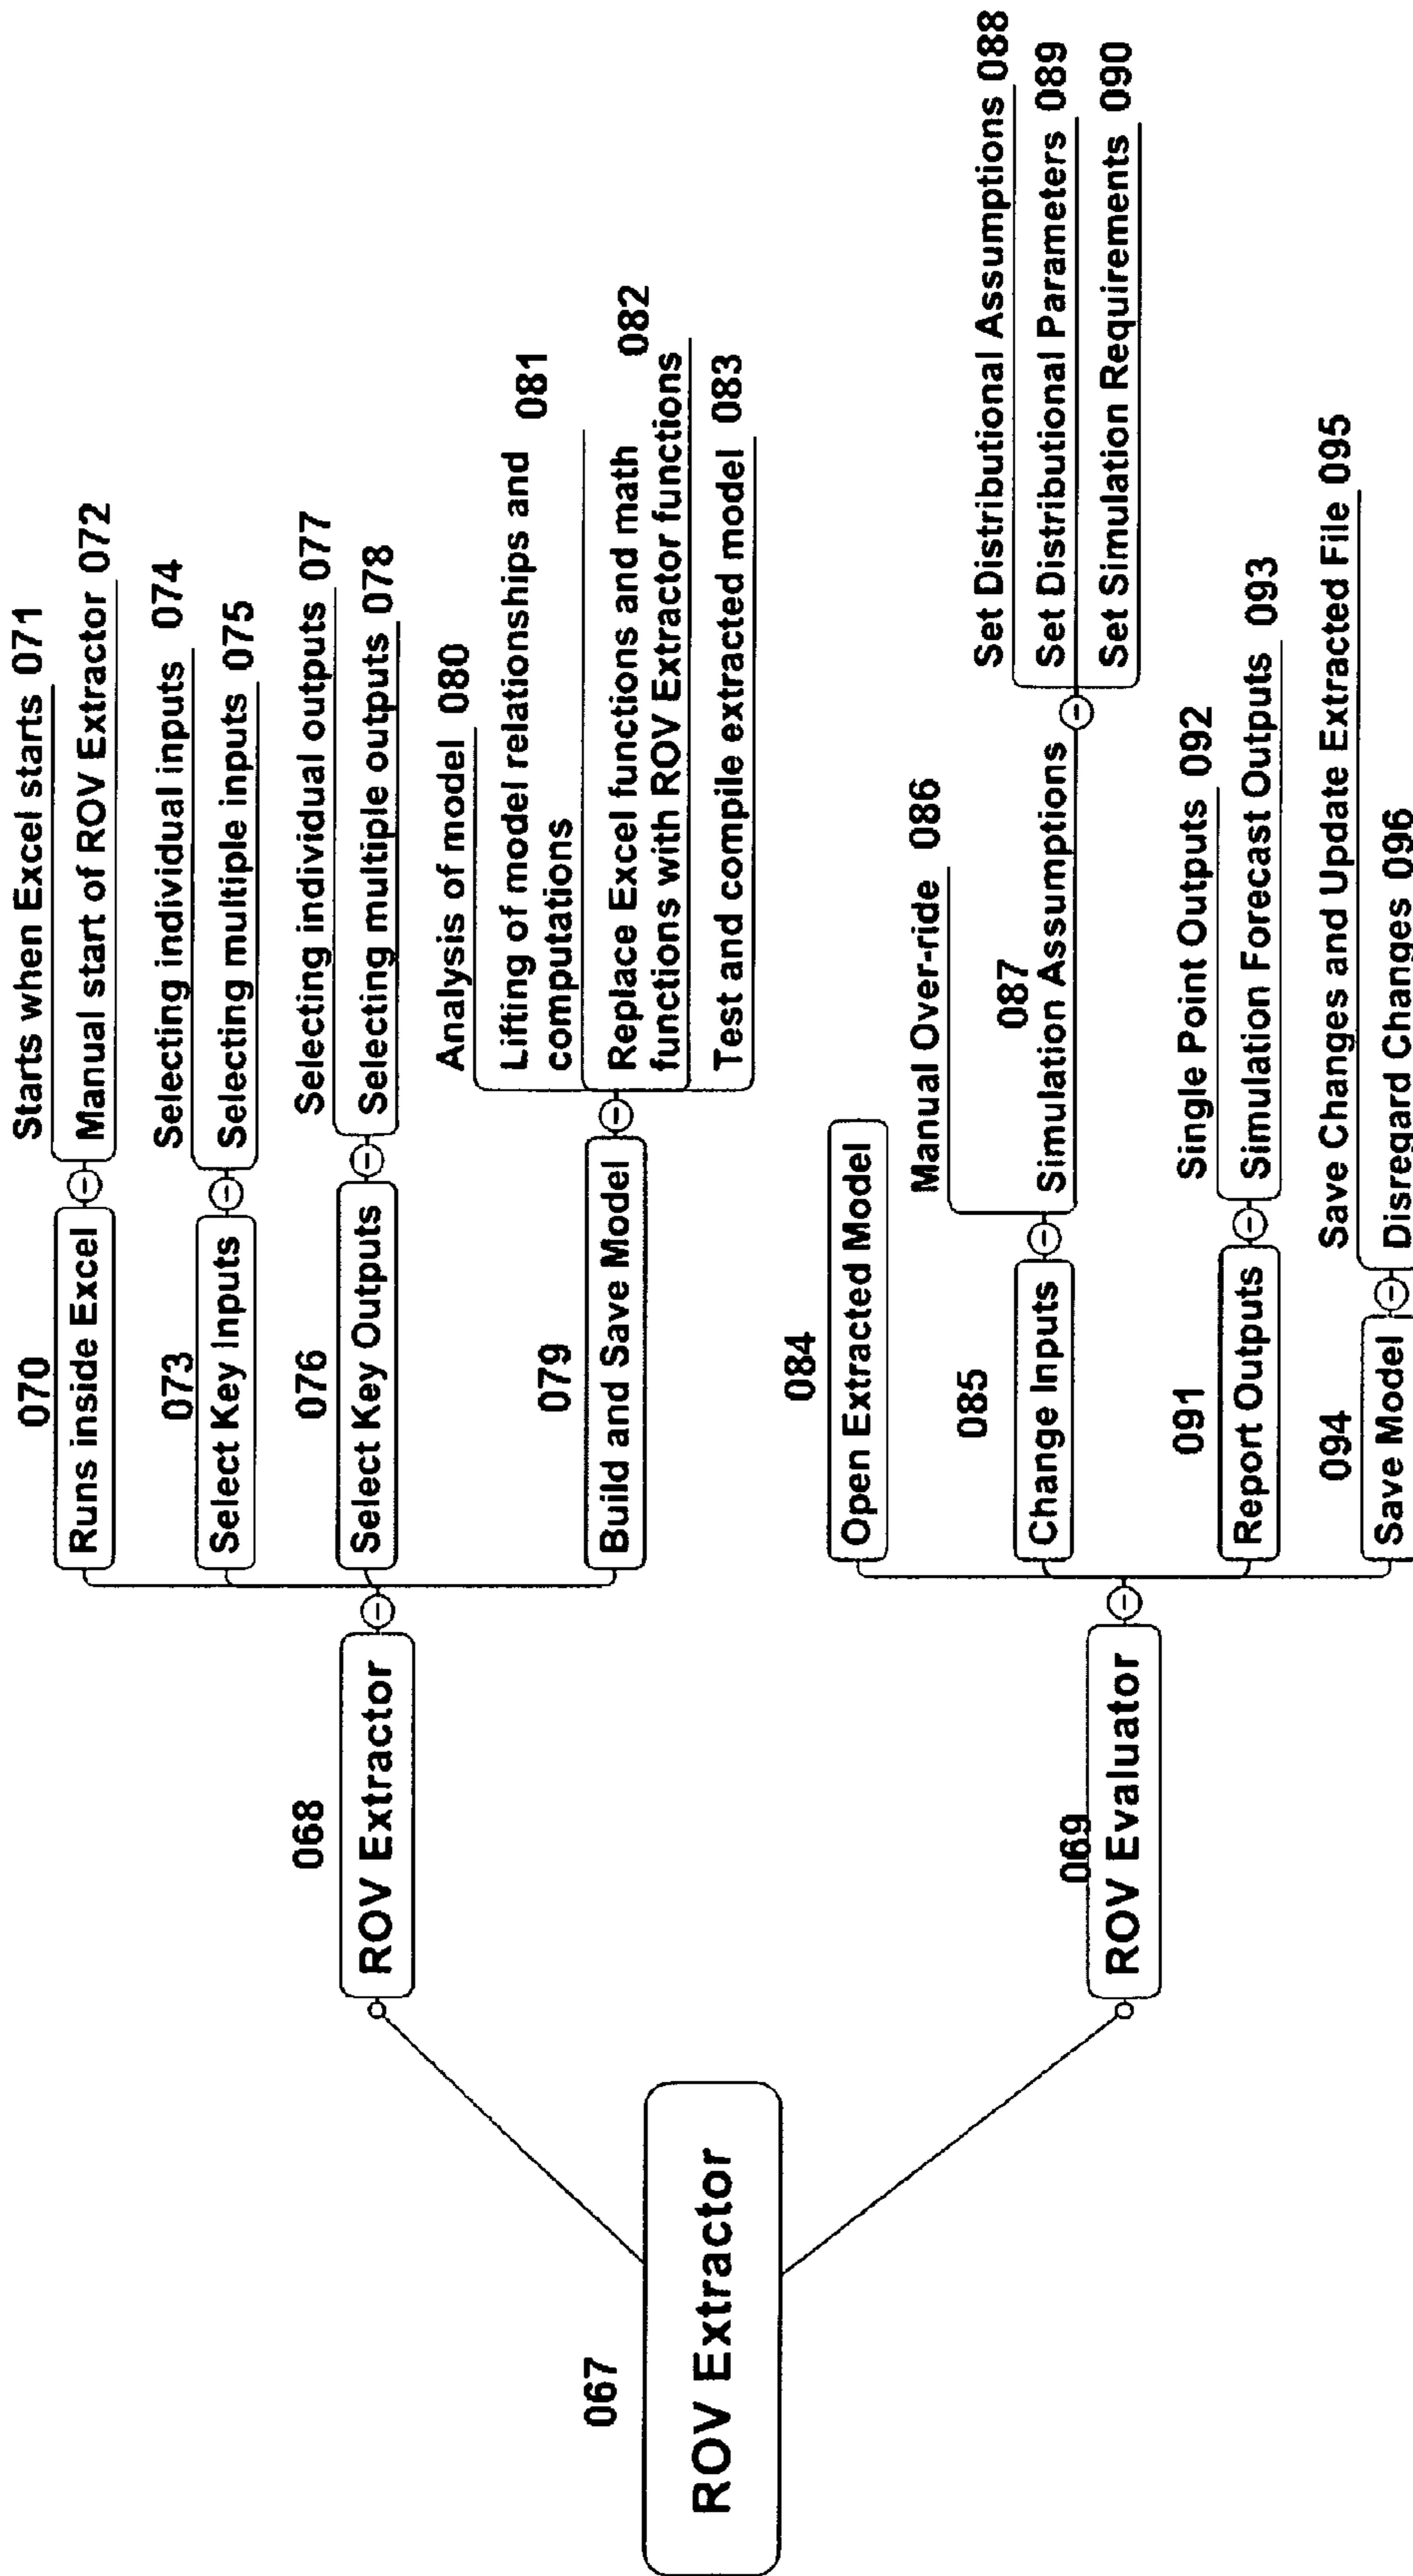 067
ROV Extractor
068
ROV Extractor
070
Runs inside Excel
Starts when Excel starts 071
Manual start of ROV Extractor 072
073
Select Key Inputs
Selecting individual inputs 074
Selecting multiple inputs 075
076
Select Key Outputs
Selecting individual outputs 077
Selecting multiple outputs 078
079
Build and Save Model
Analysis of model 080
Lifting of model relationships and
computations 081
Replace Excel functions and math
functions with ROV Extractor functions 082
Test and compile extracted model 083
069
ROV Evaluator
084
Open Extracted Model
085
Change Inputs
Manual Over-ride 086
087
Simulation Assumptions
Set Distributional Assumptions 088
Set Distributional Parameters 089
Set Simulation Requirements 090
091
Report Outputs
Single Point Outputs 092
Simulation Forecast Outputs 093
094
Save Model
Save Changes and Update Extracted File 095
Disregard Changes 096